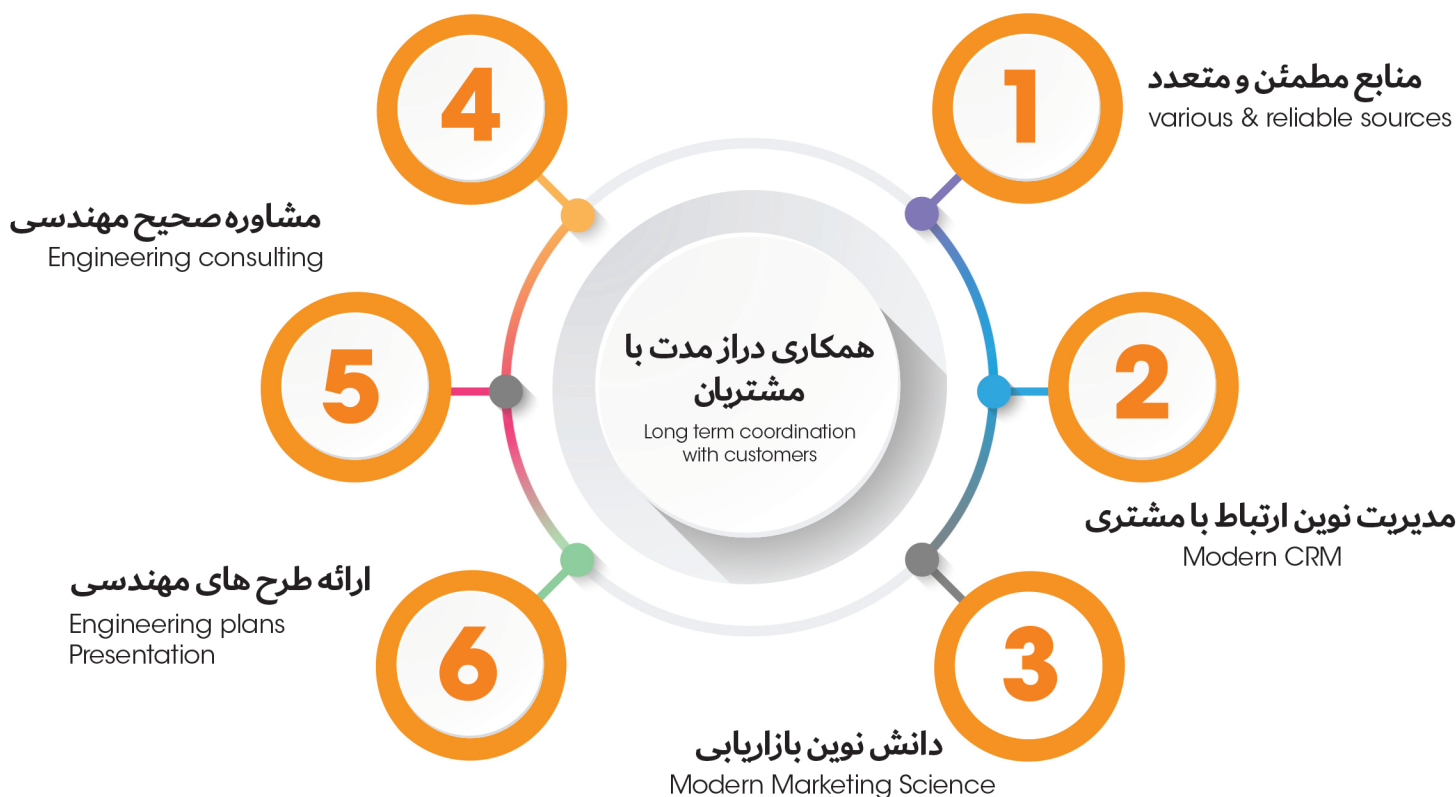 1
منابع مطمئن و متعدد
various & reliable sources
2
مدیریت نوین ارتباط با مشتری
Modern CRM
3
دانش نوین بازاریابی
Modern Marketing Science
4
مشاوره صحیح مهندسی
Engineering consulting
5
6
ارائه طرح های مهندسی
Engineering plans
Presentation
همکاری دراز مدت با
مشتریان
Long term coordination
with customers